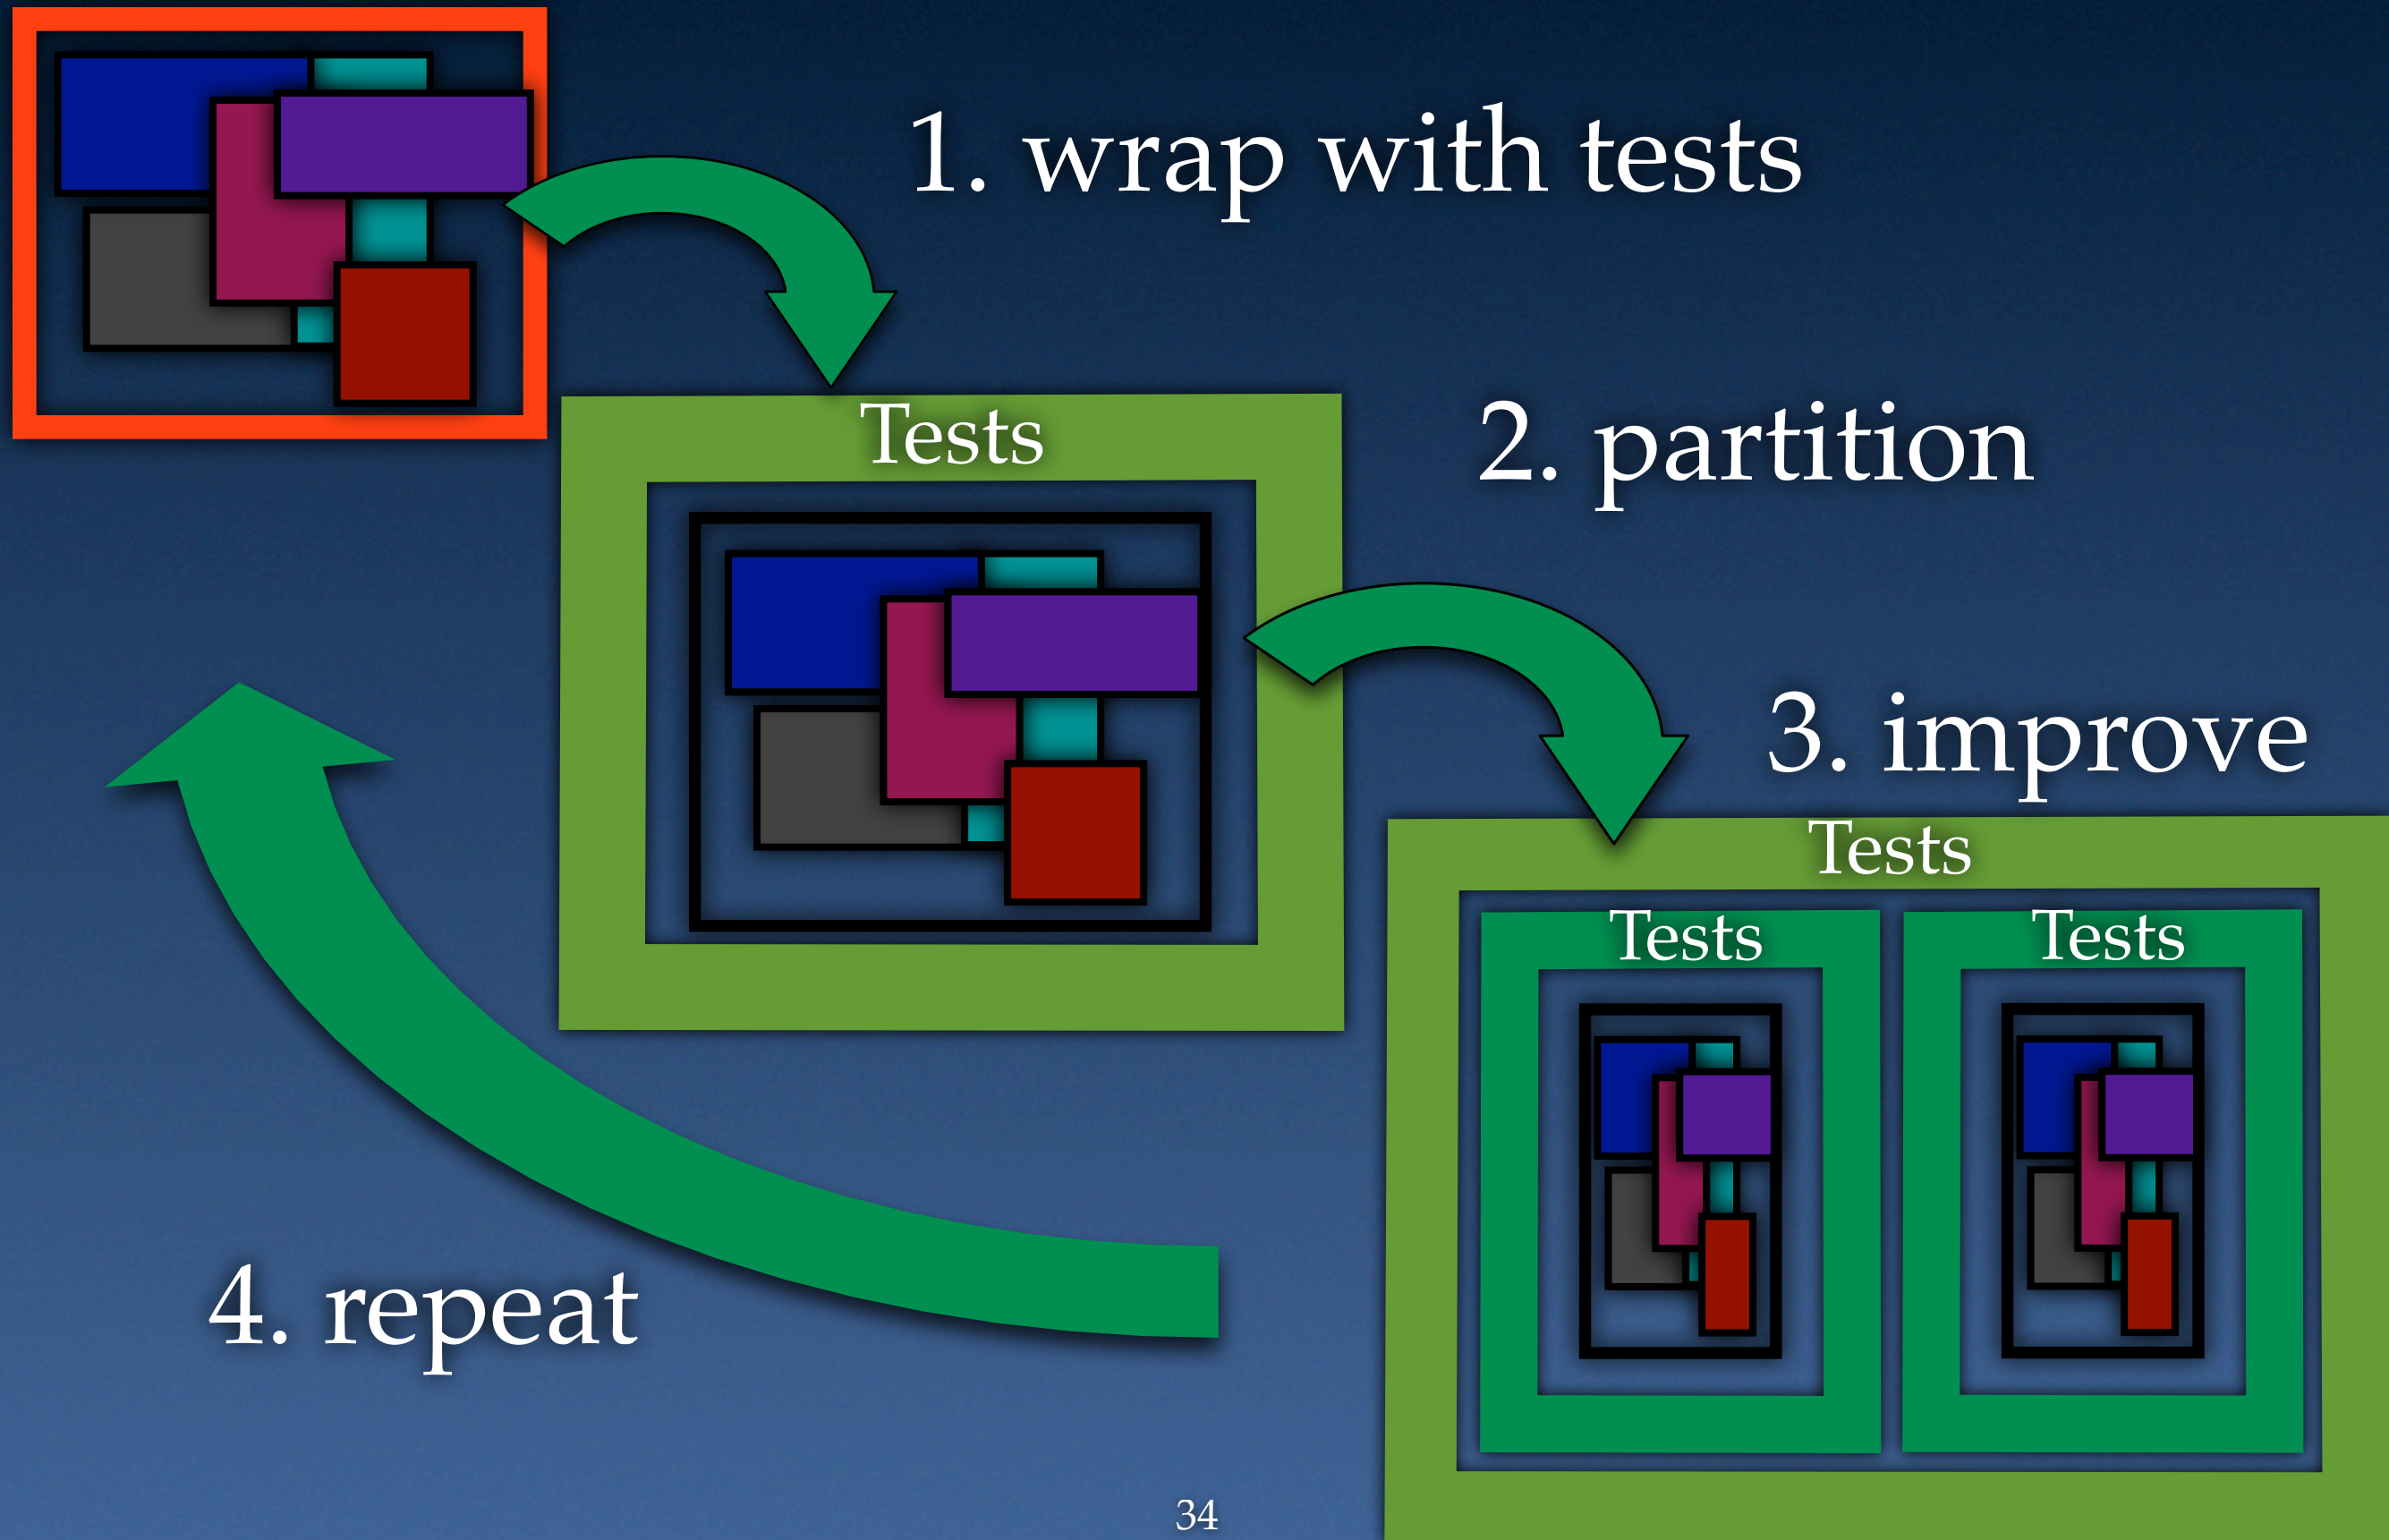 1. wrap with tests
Tests
2. partition
3. improve
Tests
Tests
Tests
4. repeat
34